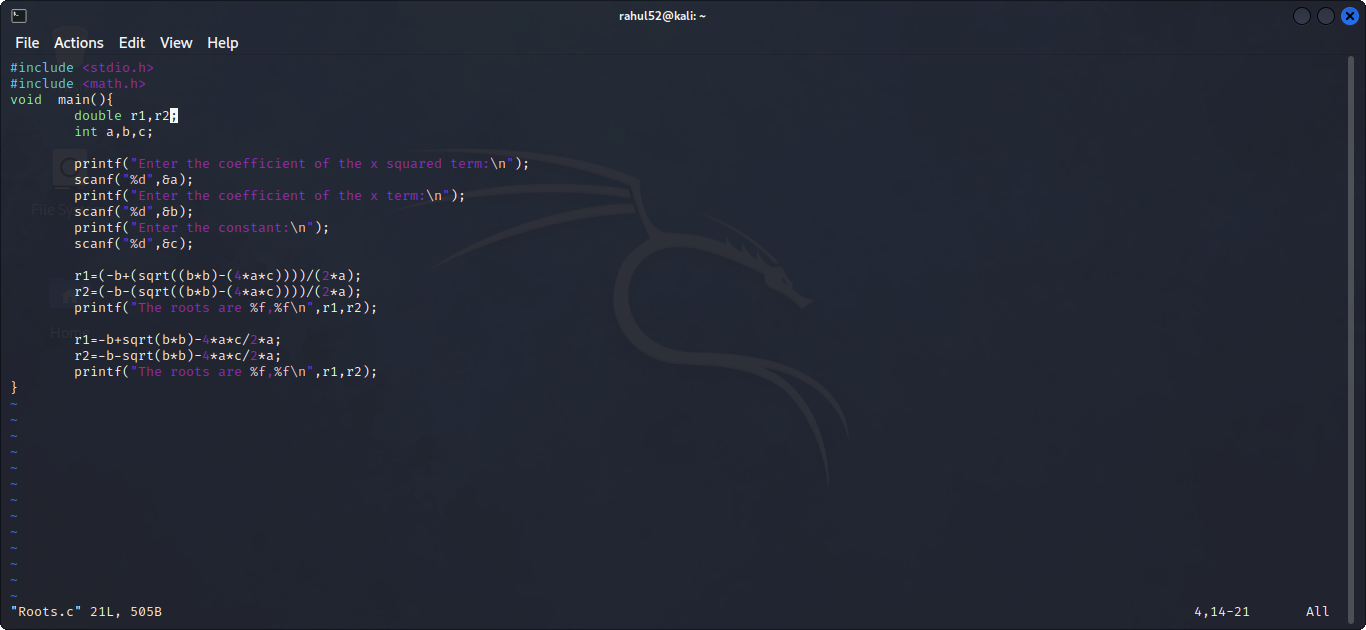 rahul52@kali: ~
File Actions Edit View Help
#include <stdio.h>
#include <math.h>
void  main(){
        double r1,r2;
        int a,b,c;

        printf("Enter the coefficient of the x squared term:\n");
        scanf("%d",&a);
        printf("Enter the coefficient of the x term:\n");
        scanf("%d",&b);
        printf("Enter the constant:\n");
        scanf("%d",&c);

        r1=(-b+(sqrt((b*b)-(4*a*c))))/(2*a);
        r2=(-b-(sqrt((b*b)-(4*a*c))))/(2*a);
        printf("The roots are %f,%f\n",r1,r2);

        r1=-b+sqrt(b*b)-4*a*c/2*a;
        r2=-b-sqrt(b*b)-4*a*c/2*a;
        printf("The roots are %f,%f\n",r1,r2);
}
~
~
~
~
~
~
~
~
~
~
~
~
~
"Roots.c" 21L, 505B 4,14-21 All
File Sy
Home